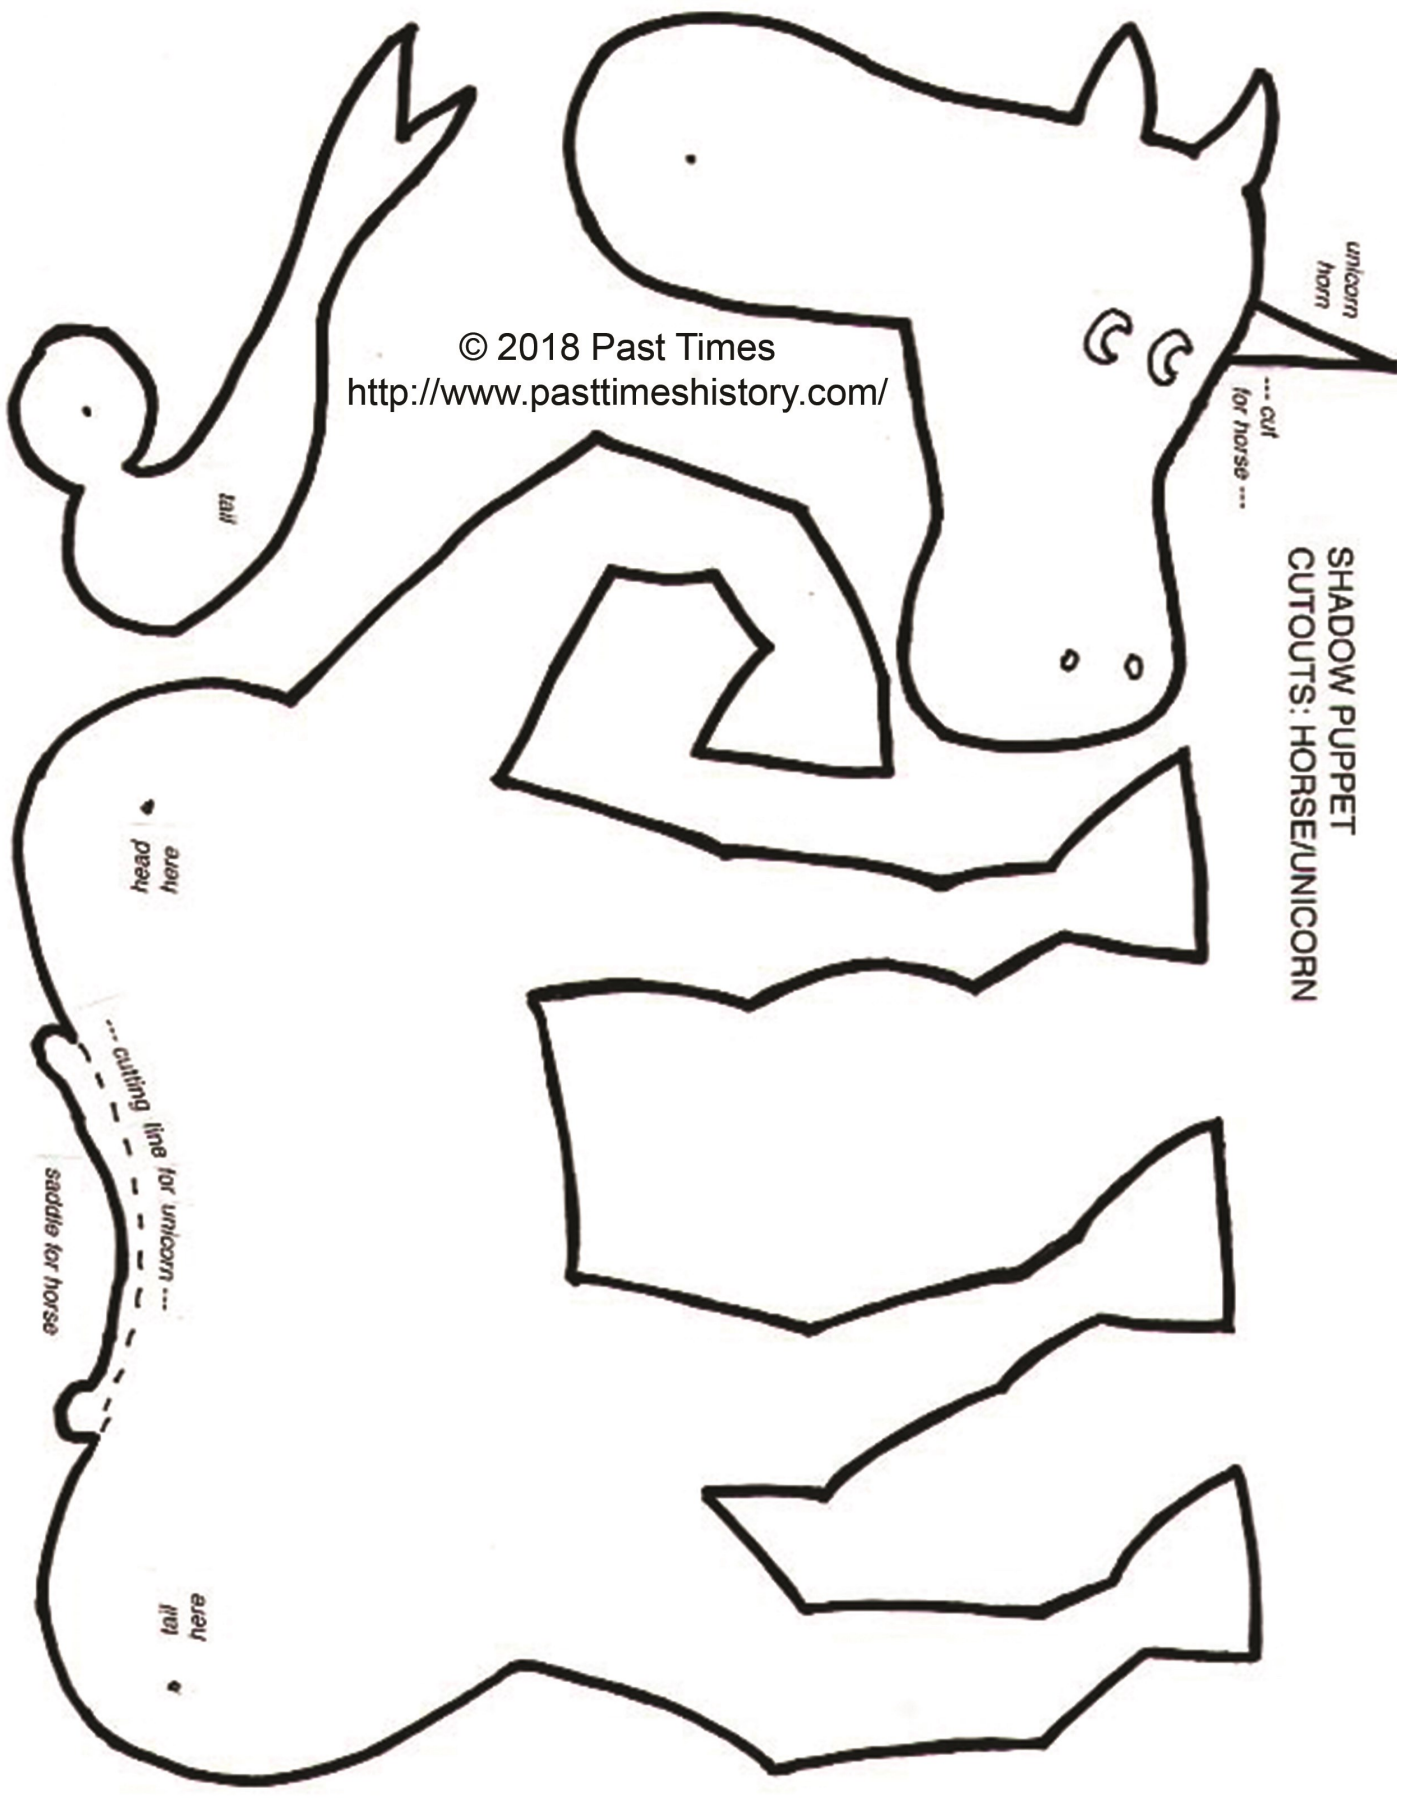 SHADOW PUPPET
CUTOUTS: HORSE/UNICORN
unicorn
horn
--- cut
for horse ---
© 2018 Past Times
http://www.pasttimeshistory.com/
tail
here
head
--- cutting line for unicorn ---
saddle for horse
here
tail